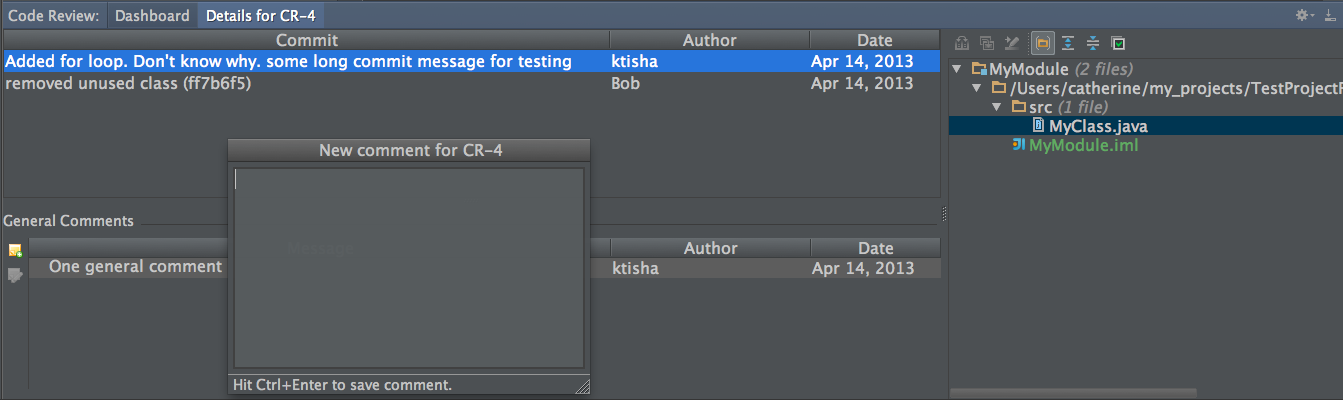 Code Review: Dashboard Details for CR-4
Commit Author Date
Added for loop. Don't know why. some long commit message for testing ktisha Apr 14, 2013
removed unused class (ff7b6f5) Bob Apr 14, 2013
New comment for CR-4
Hit Ctrl+Enter to save comment.
General Comments
Message Author Date
One general comment ktisha Apr 14, 2013
MyModule (2 files)
/Users/catherine/my_projects/TestProjectF
src (1 file)
MyClass.java
MyModule.iml